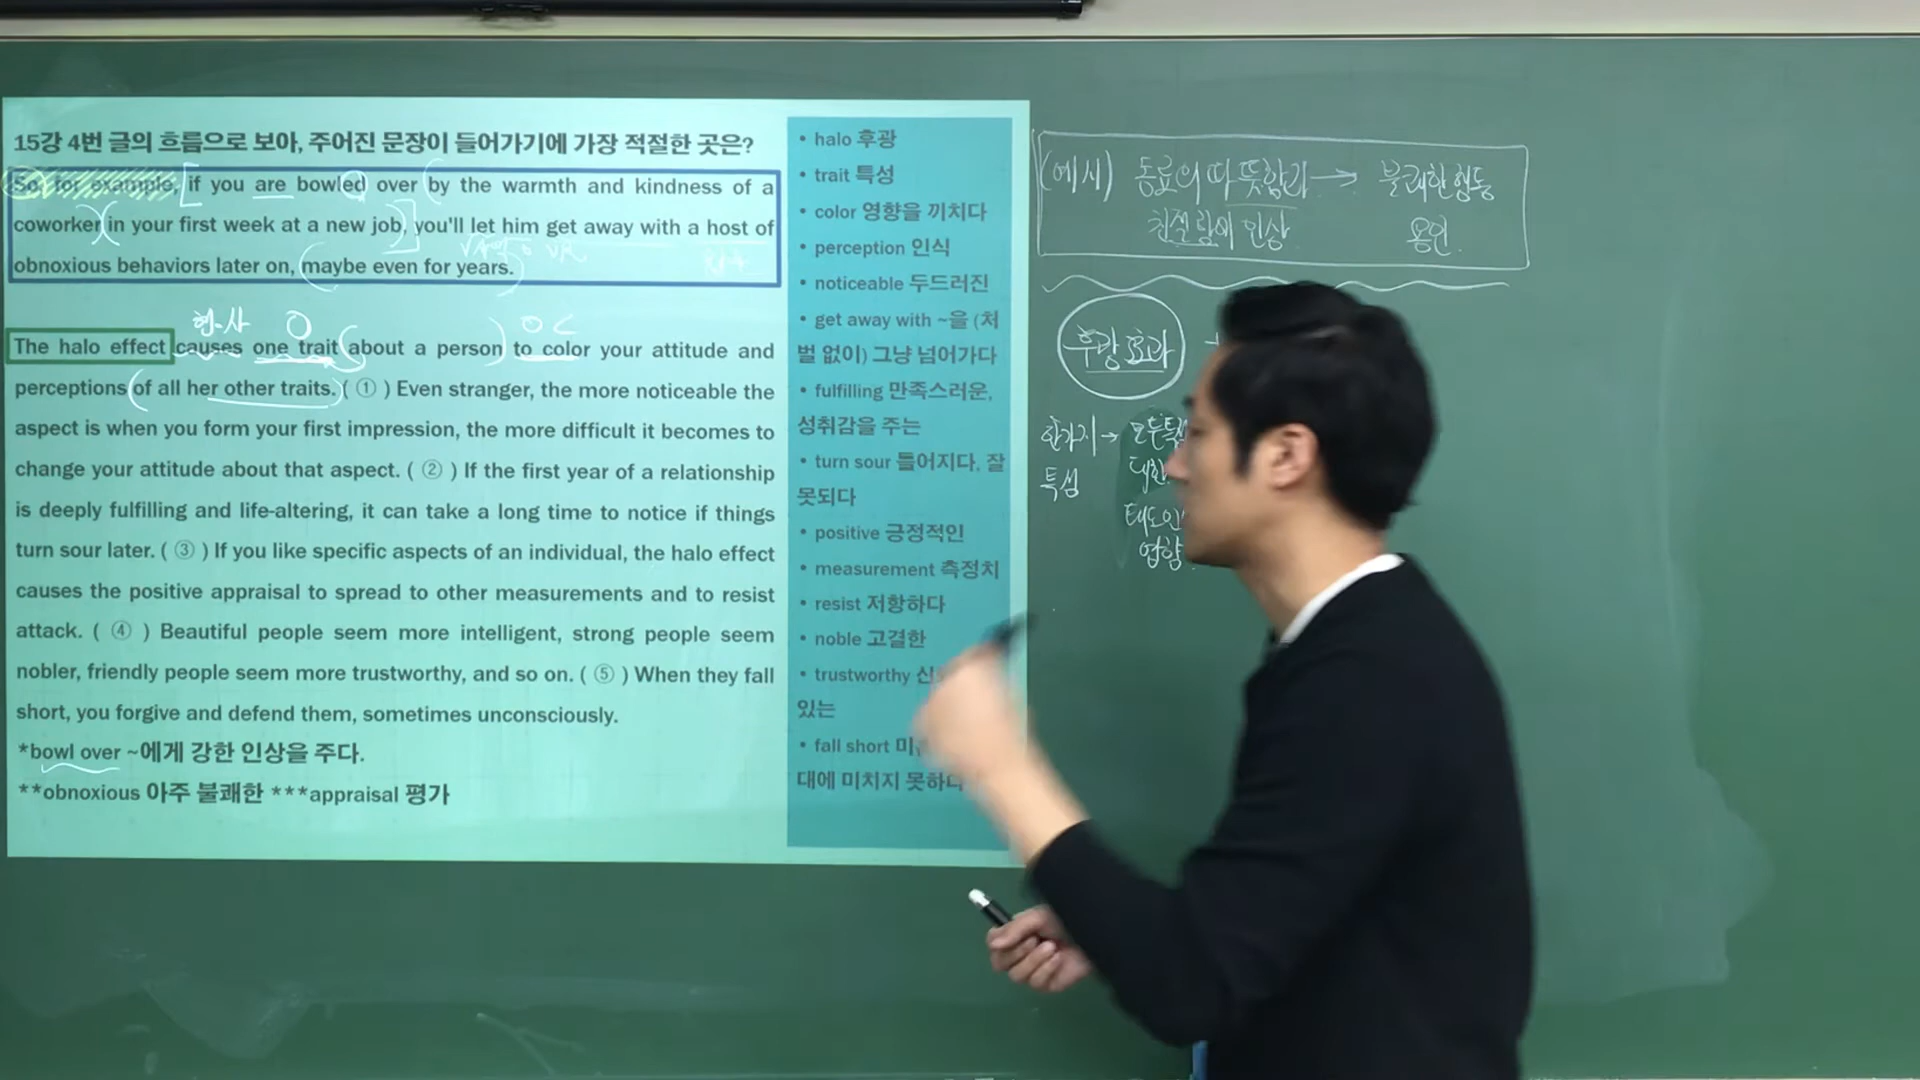 15강 4번 글의 흐름으로 보아, 주어진 문장이 들어가기에 가장 적절한 곳은?
So, for example, if you are bowled over by the warmth and kindness of a
coworker in your first week at a new job, you'll let him get away with a host of
obnoxious behaviors later on, maybe even for years.
The halo effect causes one trait about a person to color your attitude and
perceptions of all her other traits. ( ① ) Even stranger, the more noticeable the
aspect is when you form your first impression, the more difficult it becomes to
change your attitude about that aspect. ( ② ) If the first year of a relationship
is deeply fulfilling and life-altering, it can take a long time to notice if things
turn sour later. ( ③ ) If you like specific aspects of an individual, the halo effect
causes the positive appraisal to spread to other measurements and to resist
attack. ( ④ ) Beautiful people seem more intelligent, strong people seem
nobler, friendly people seem more trustworthy, and so on. ( ⑤ ) When they fall
short, you forgive and defend them, sometimes unconsciously.
*bowl over ~에게 강한 인상을 주다.
**obnoxious 아주 불쾌한 ***appraisal 평가
• halo 후광
• trait 특성
• color 영향을 끼치다
• perception 인식
• noticeable 두드러진
• get away with ~을 (처
벌 없이) 그냥 넘어가다
• fulfilling 만족스러운,
성취감을 주는
• turn sour 틀어지다, 잘
못되다
• positive 긍정적인
• measurement 측정치
• resist 저항하다
• noble 고결한
• trustworthy
있는
• fall short
대에 미치지 못하다
(예시) 동료의 따뜻함과 → 불쾌한 행동
친절함에 인상 용인.
후광효과
한가지 →
특성
영향.